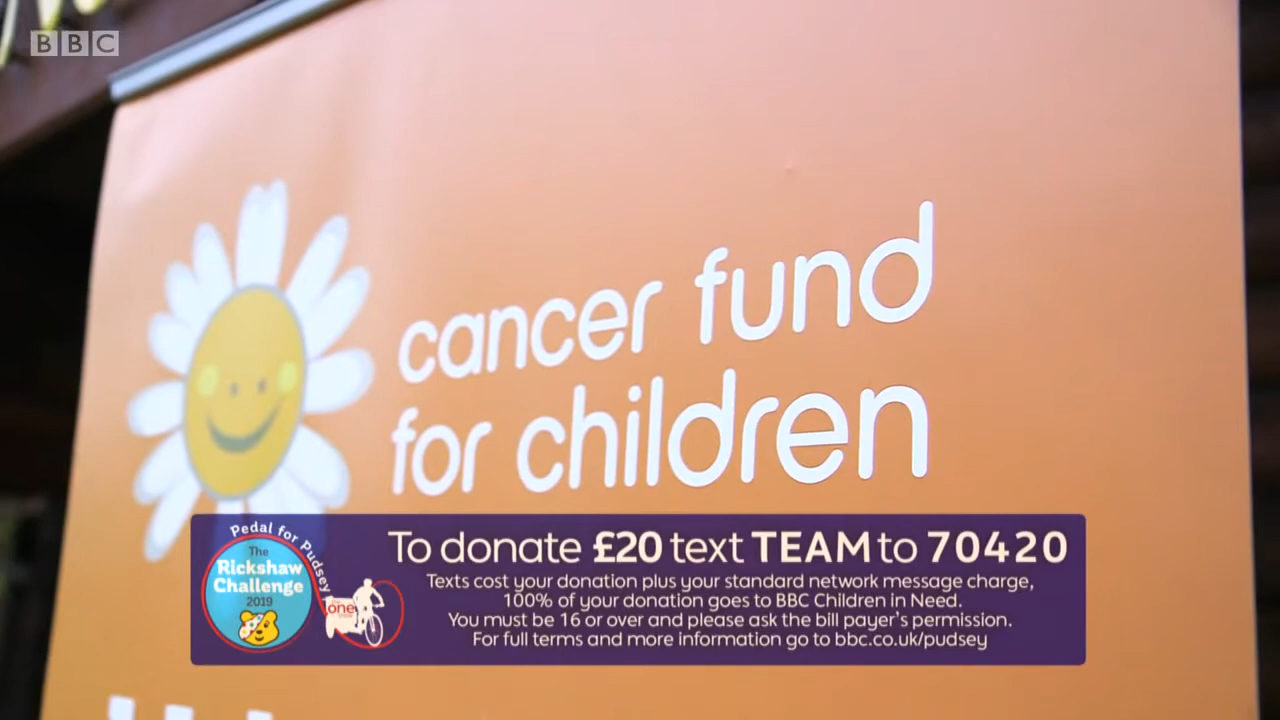 BBC
cancer fund
for children
Pedal for Pudsey
The
Rickshaw
Challenge
2019
one
To donate £20 text TEAM to 70420
Texts cost your donation plus your standard network message charge,
100% of your donation goes to BBC Children in Need.
You must be 16 or over and please ask the bill payer's permission.
For full terms and more information go to bbc.co.uk/pudsey